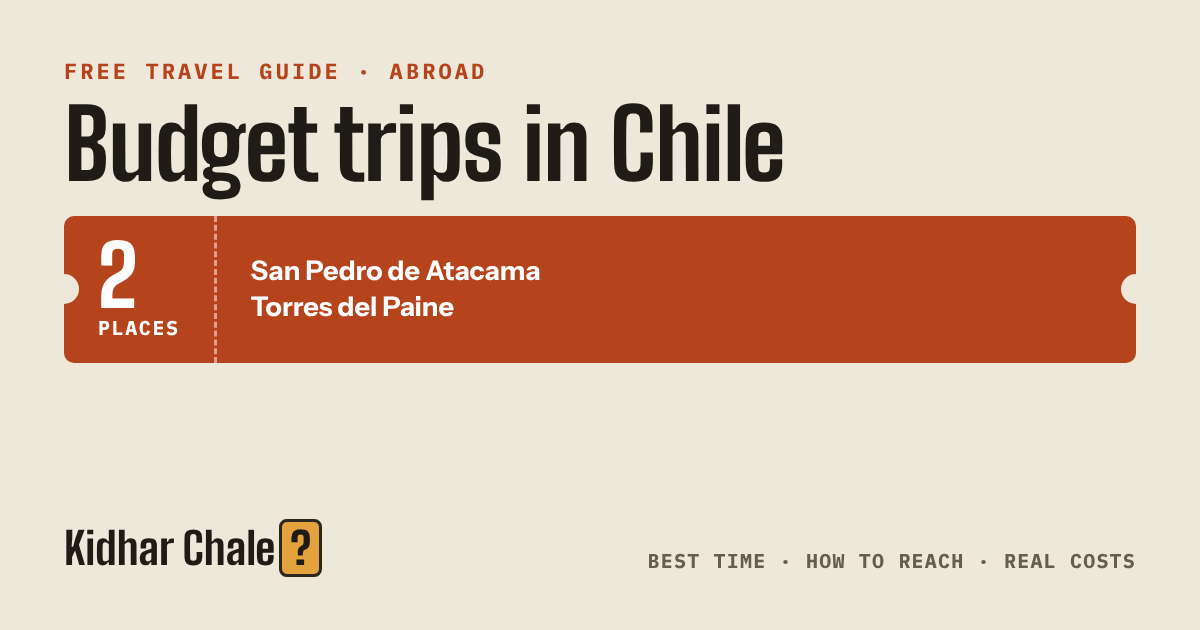 FREE TRAVEL GUIDE · ABROAD
Budget trips in Chile
2
PLACES
San Pedro de Atacama
Torres del Paine
Kidhar Chale ?
BEST TIME · HOW TO REACH · REAL COSTS